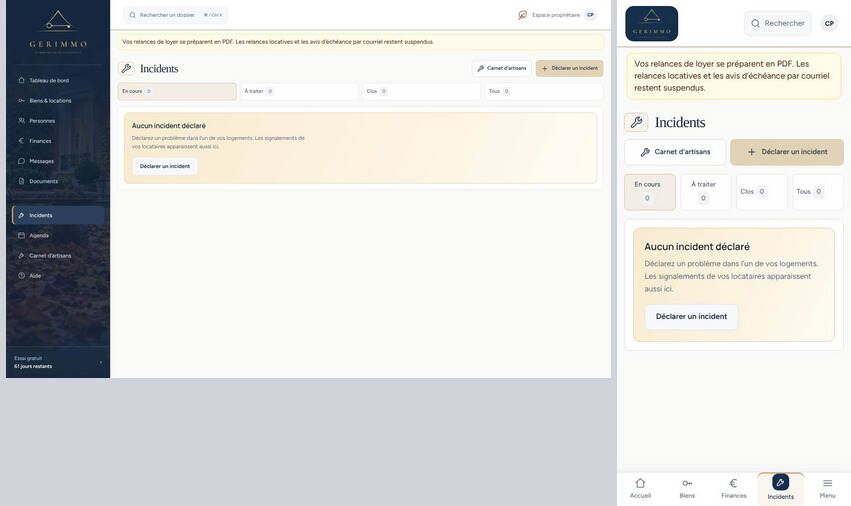 GERIMMO
Tableau de bord
Biens & locations
Personnes
Finances
Messages
Documents
Incidents
Agenda
Carnet d'artisans
Aide
Essai gratuit
61 jours restants
Rechercher un dossier
Espace propriétaire
CP
Vos relances de loyer se préparent en PDF. Les relances locatives et les avis d'échéance par courriel restent suspendus.
Incidents
Carnet d'artisans
Déclarer un incident
En cours 0
À traiter 0
Clos 0
Tous 0
Aucun incident déclaré
Déclarez un problème dans l'un de vos logements. Les signalements de
vos locataires apparaissent aussi ici.
Déclarer un incident
GERIMMO
Rechercher
CP
Vos relances de loyer se préparent en PDF. Les
relances locatives et les avis d'échéance par courriel
restent suspendus.
Incidents
Carnet d'artisans
Déclarer un incident
En cours
0
À traiter
0
Clos 0
Tous 0
Aucun incident déclaré
Déclarez un problème dans l'un de vos logements.
Les signalements de vos locataires apparaissent
aussi ici.
Déclarer un incident
Accueil
Biens
Finances
Incidents
Menu